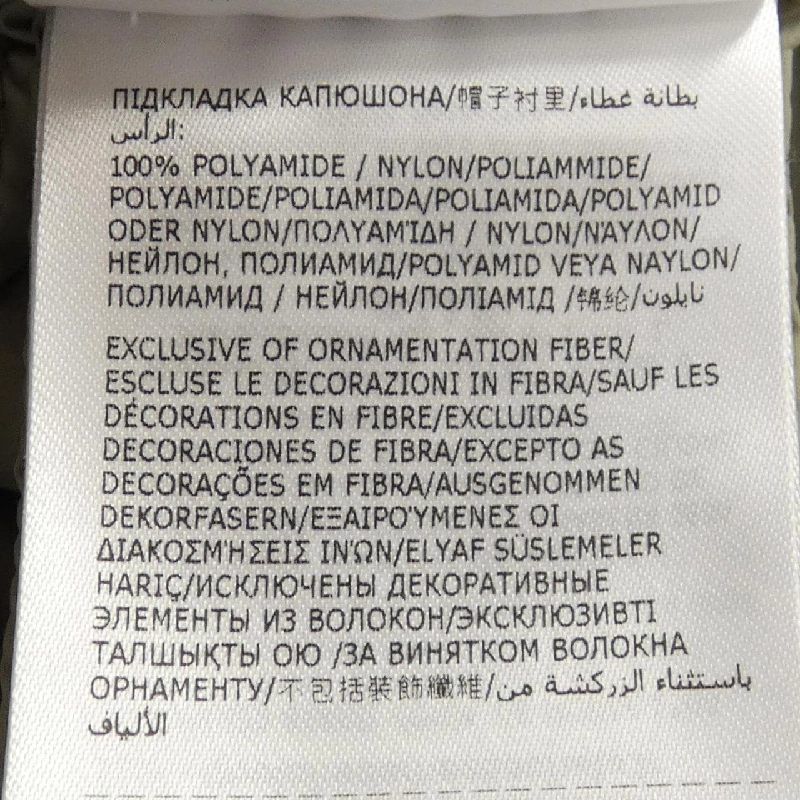 ПІДКЛАДКА КАПЮШОНА/帽子衬里/بطانة غطاء
الرأس:
100% POLYAMIDE / NYLON/POLIAMMIDE/
POLYAMIDE/POLIAMIDA/POLIAMIDA/POLYAMID
ODER NYLON/ΠΟΛΥΑΜΊΔΗ / NYLON/ΝΆΥΛΟΝ/
НЕЙЛОН, ПОЛИАМИД/POLYAMID VEYA NAYLON/
ПОЛИАМИД / НЕЙЛОН/ПОЛІАМІД /锦纶/نايلون
EXCLUSIVE OF ORNAMENTATION FIBER/
ESCLUSE LE DECORAZIONI IN FIBRA/SAUF LES
DÉCORATIONS EN FIBRE/EXCLUIDAS
DECORACIONES DE FIBRA/EXCEPTO AS
DECORAÇÕES EM FIBRA/AUSGENOMMEN
DEKORFASERN/ΕΞΑΙΡΟΎΜΕΝΕΣ ΟΙ
ΔΙΑΚΟΣΜΉΣΕΙΣ ΙΝΏΝ/ELYAF SÜSLEMELER
HARIÇ/ИСКЛЮЧЕНЫ ДЕКОРАТИВНЫЕ
ЭЛЕМЕНТЫ ИЗ ВОЛОКОН/ЭКСКЛЮЗИВТІ
ТАЛШЫҚТЫ ОЮ /ЗА ВИНЯТКОМ ВОЛОКНА
ОРНАМЕНТУ/不包括裝飾纖維/باستثناء الزركشة من
الألياف